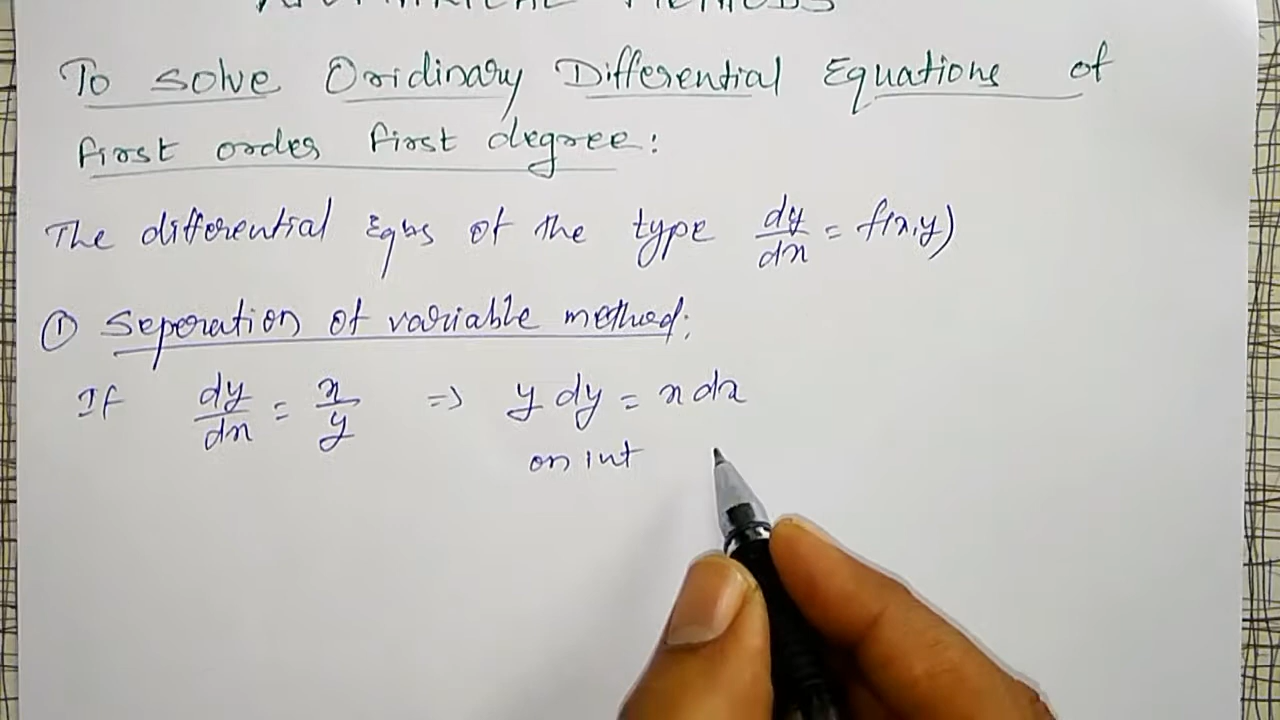 To solve Oridinary Differential Equations of
first order first degree:
The differential Eqns of the type dy/dx = f(x,y)
① Seperation of variable method:
If dy/dx = x/y => y dy = x dx
on int